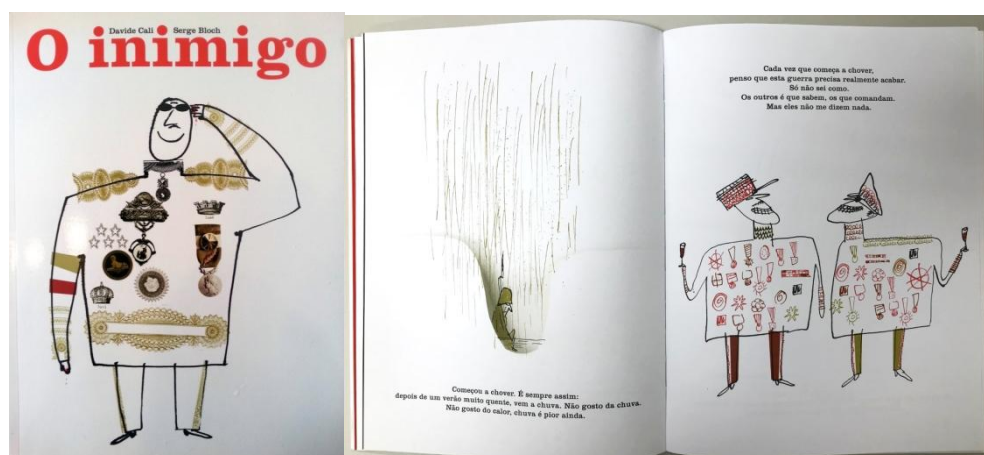 Davide Cali Serge Bloch
O inimigo
Começou a chover. É sempre assim:
depois de um verão muito quente, vem a chuva. Não gosto da chuva.
Não gosto do calor, chuva é pior ainda.
Cada vez que começa a chover,
penso que esta guerra precisa realmente acabar.
Só não sei como.
Os outros é que sabem, os que comandam.
Mas eles não me dizem nada.